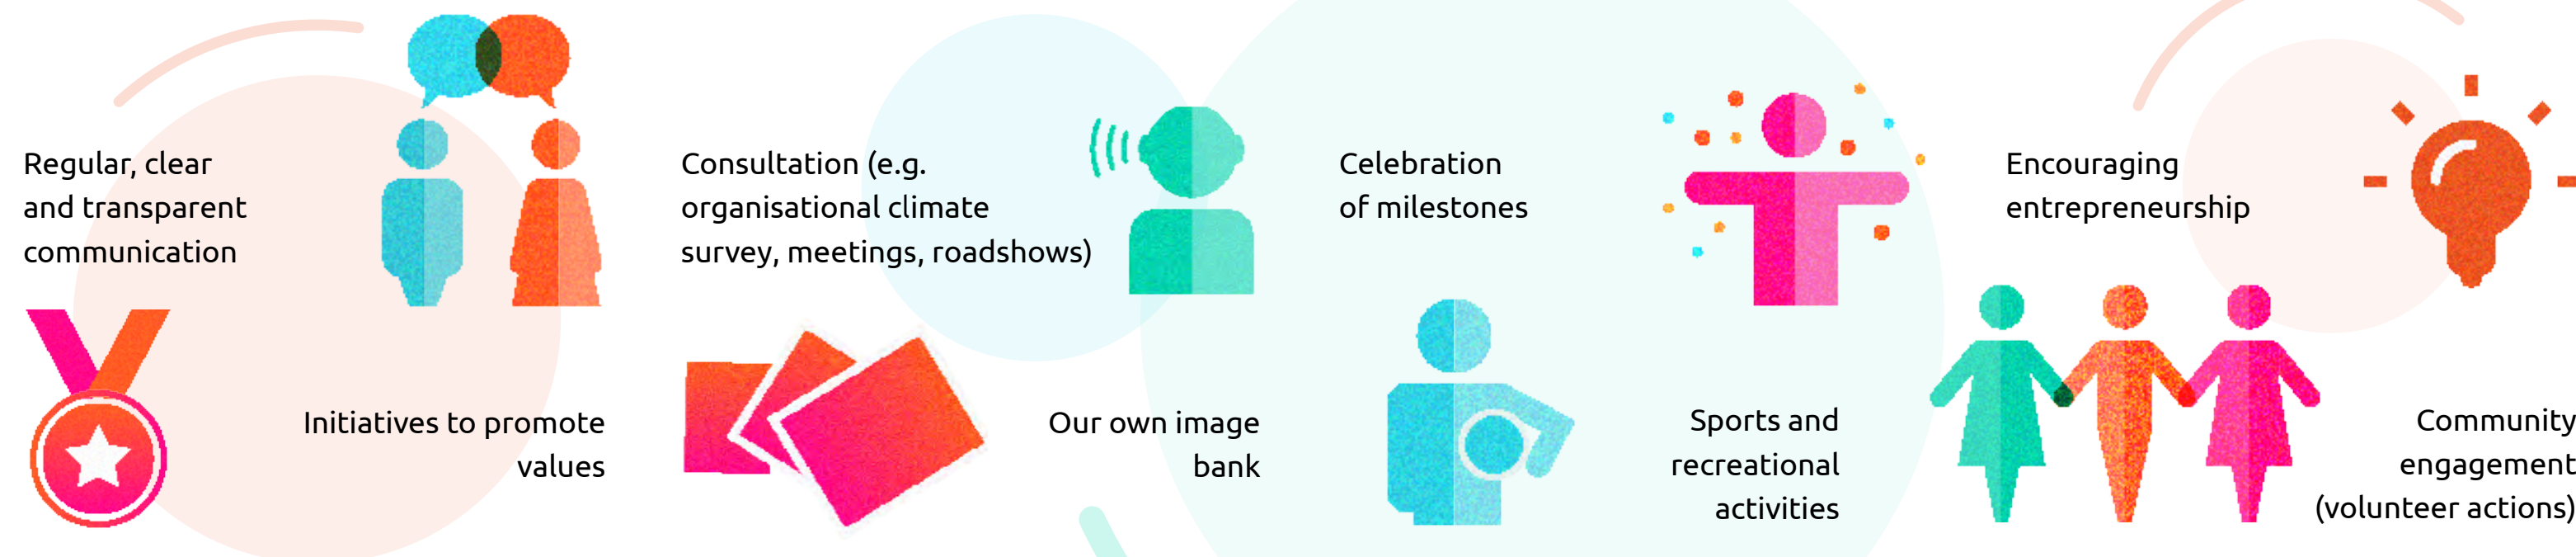 Regular, clear
and transparent
communication
Consultation (e.g.
organisational climate
survey, meetings, roadshows)
Celebration
of milestones
Encouraging
entrepreneurship
Initiatives to promote
values
Our own image
bank
Sports and
recreational
activities
Community
engagement
(volunteer actions)